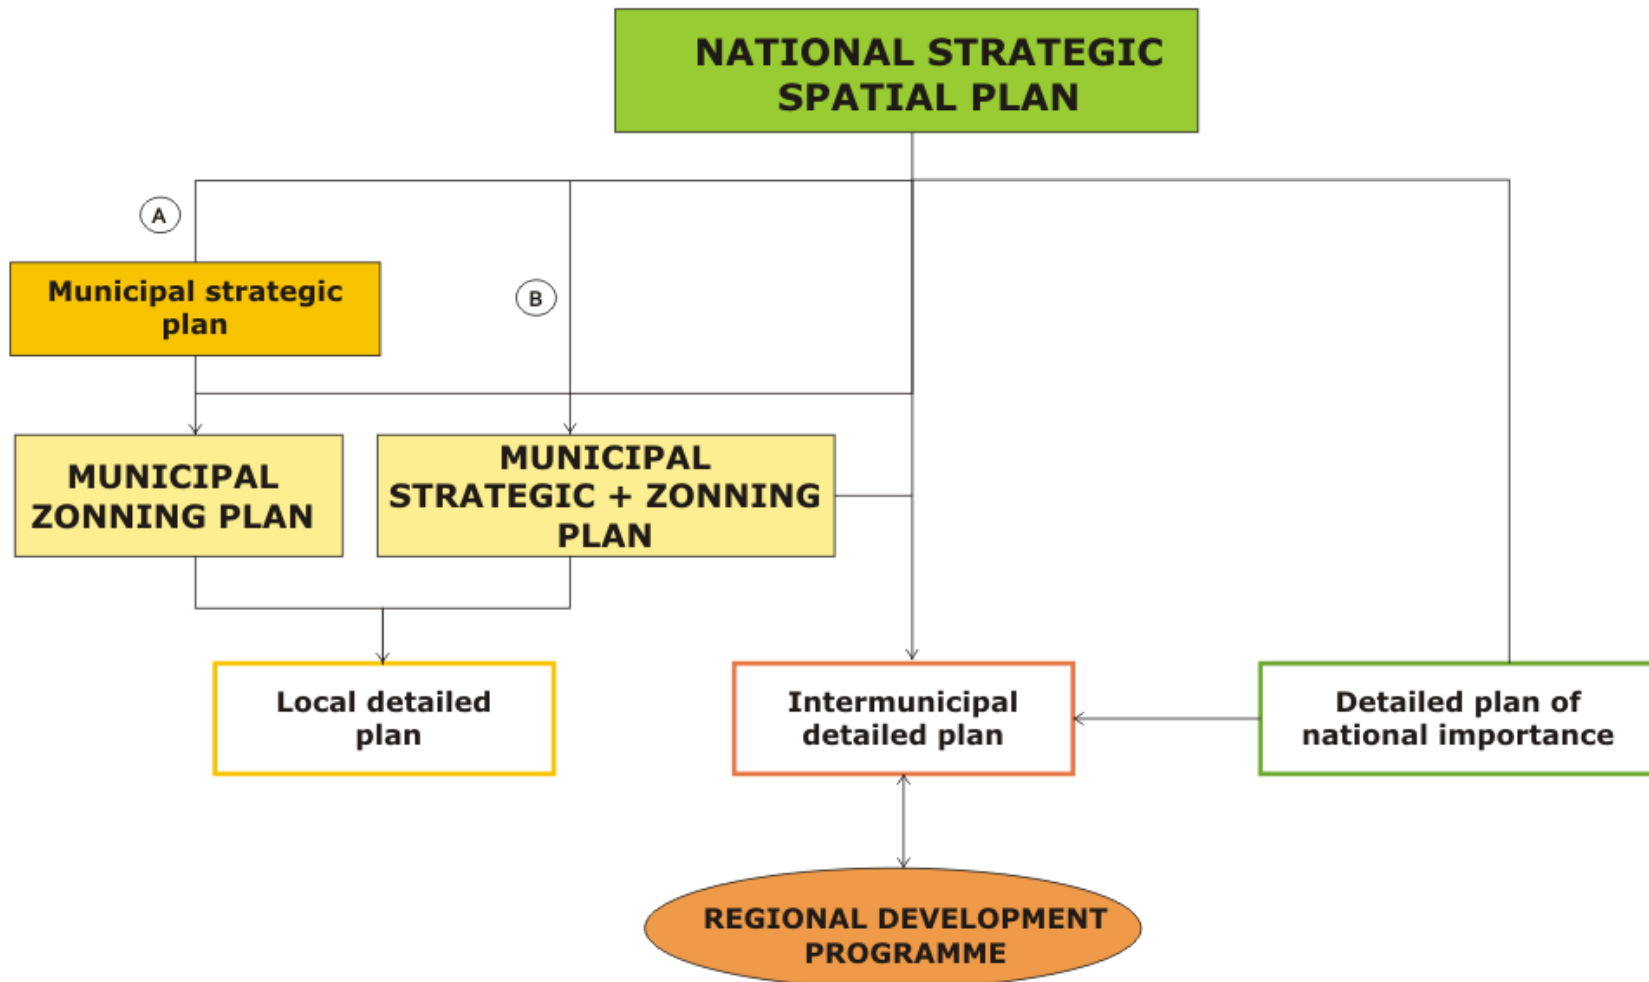 NATIONAL STRATEGIC
SPATIAL PLAN
A
Municipal strategic
plan
B
MUNICIPAL
ZONNING PLAN
MUNICIPAL
STRATEGIC + ZONNING
PLAN
Local detailed
plan
Intermunicipal
detailed plan
Detailed plan of
national importance
REGIONAL DEVELOPMENT
PROGRAMME